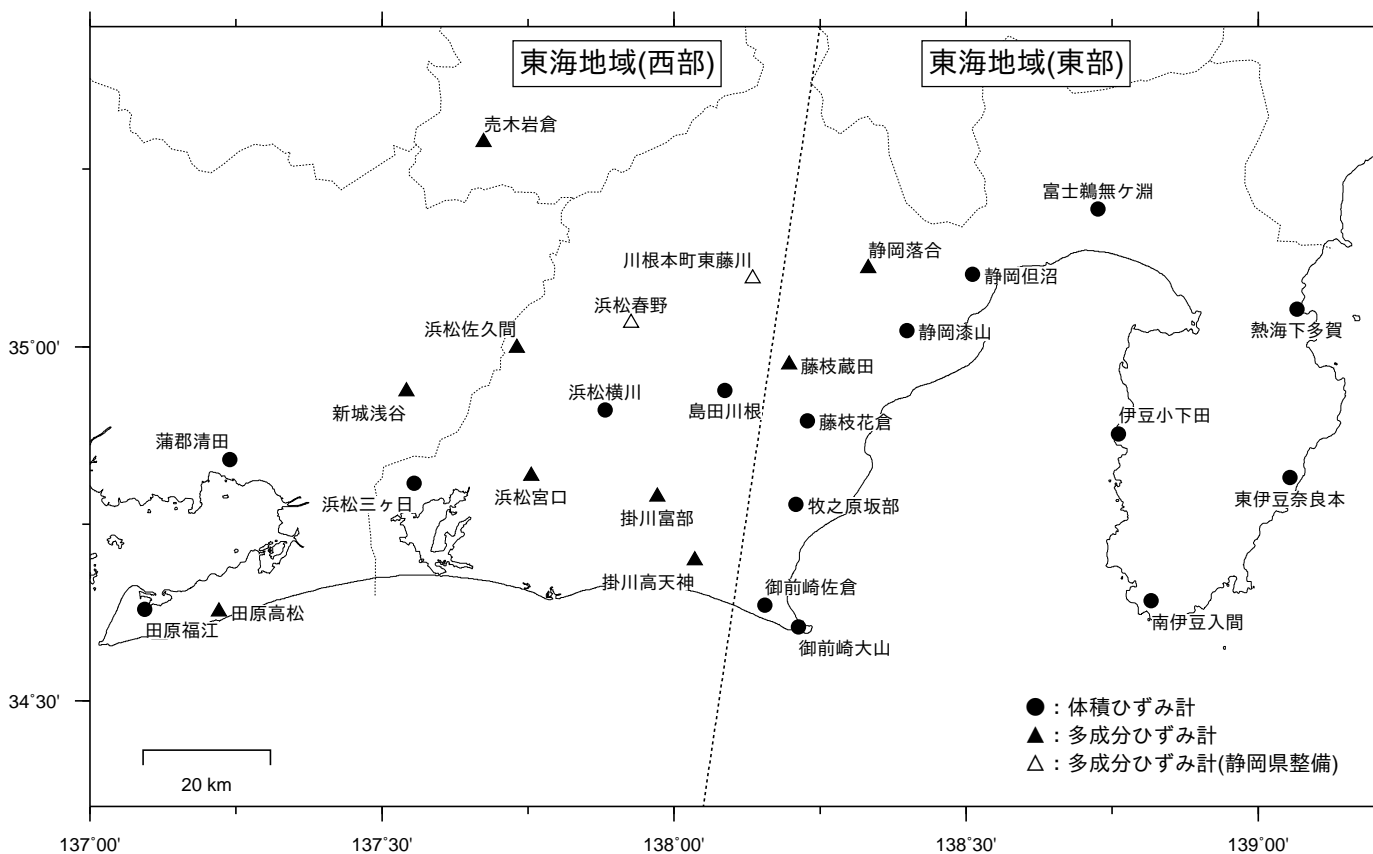 東海地域(西部)
東海地域(東部)
売木岩倉
富士鵜無ケ淵
川根本町東藤川
静岡落合
静岡但沼
浜松春野
熱海下多賀
浜松佐久間
静岡漆山
35°00'
藤枝蔵田
浜松横川
島田川根
新城浅谷
藤枝花倉
伊豆小下田
蒲郡清田
浜松三ヶ日
浜松宮口
掛川富部
牧之原坂部
東伊豆奈良本
掛川高天神
御前崎佐倉
田原福江
田原高松
御前崎大山
南伊豆入間
34°30'
：体積ひずみ計
：多成分ひずみ計
：多成分ひずみ計(静岡県整備)
20 km
137°00'
137°30'
138°00'
138°30'
139°00'